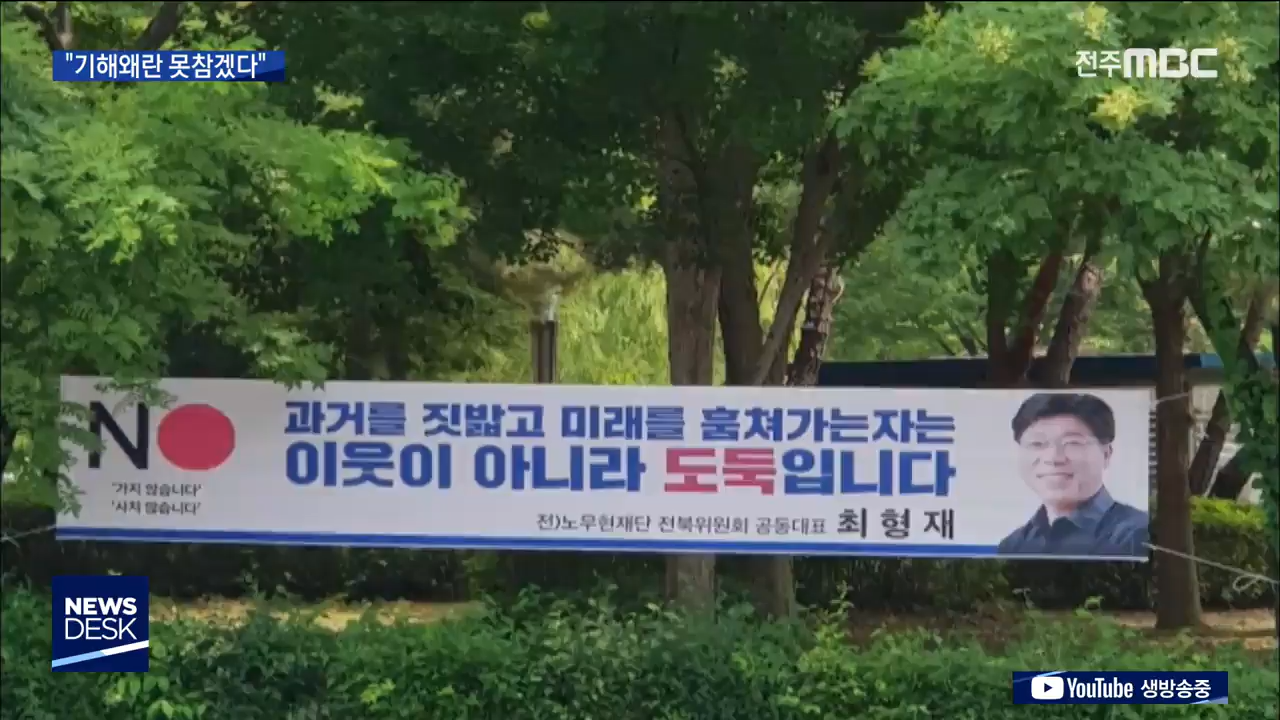 "기해왜란 못참겠다"
전주MBC
NO
'가지 않습니다'
'사지 않습니다'
과거를 짓밟고 미래를 훔쳐가는자는
이웃이 아니라 도둑입니다
전)노무현재단 전북위원회 공동대표 최형재
NEWS
DESK
YouTube 생방송중